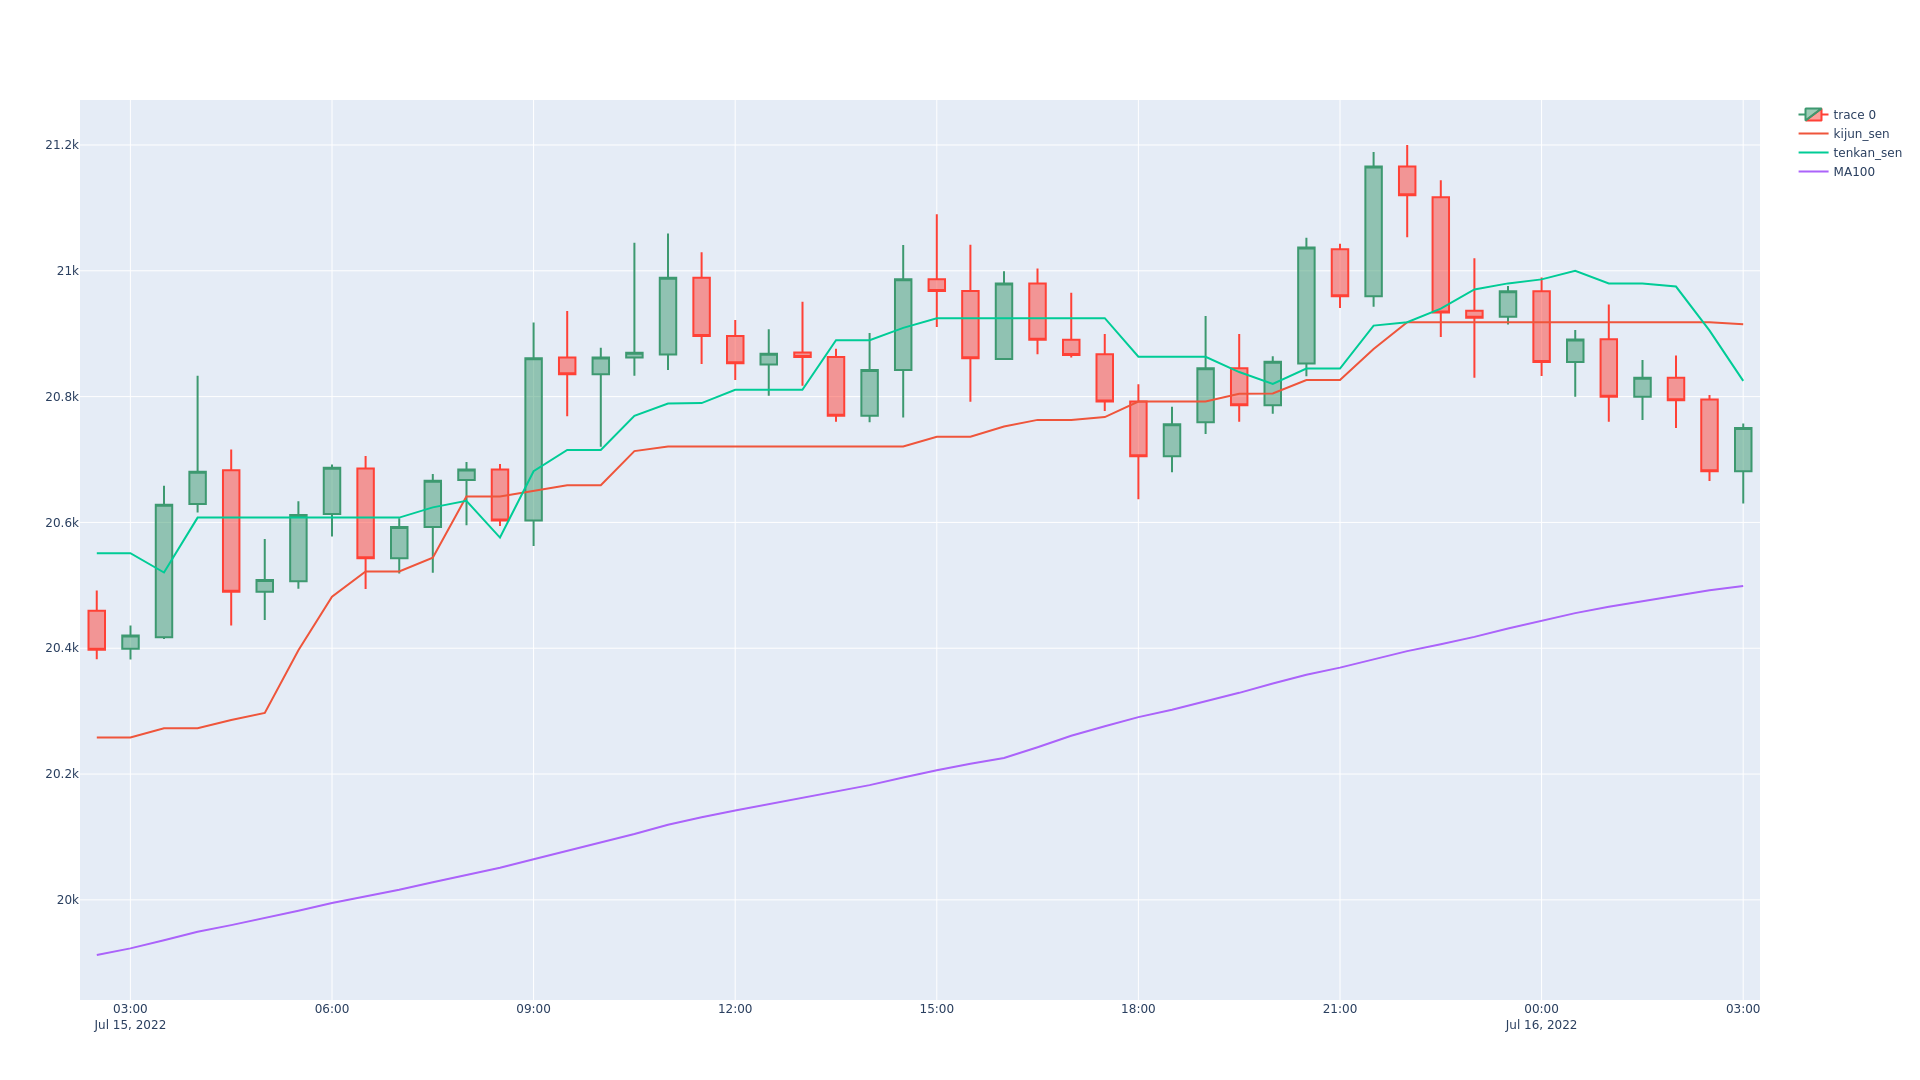 trace 0
kijun_sen
tenkan_sen
MA100
21.2k
21k
20.8k
20.6k
20.4k
20.2k
20k
03:00 06:00 09:00 12:00 15:00 18:00 21:00 00:00 03:00
Jul 15, 2022 Jul 16, 2022